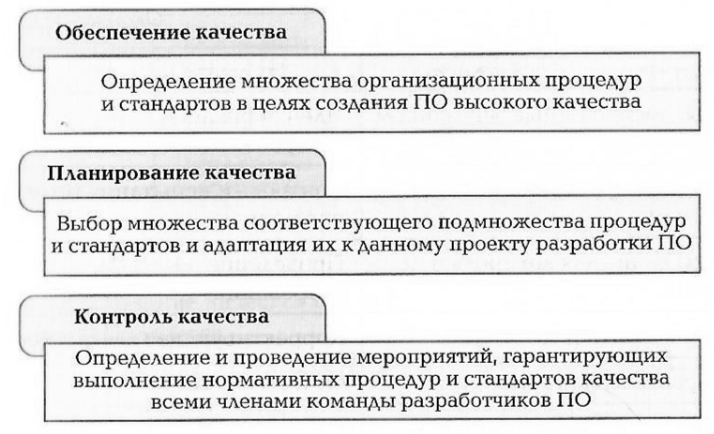 Обеспечение качества
Определение множества организационных процедур
и стандартов в целях создания ПО высокого качества
Планирование качества
Выбор множества соответствующего подмножества процедур
и стандартов и адаптация их к данному проекту разработки ПО
Контроль качества
Определение и проведение мероприятий, гарантирующих
выполнение нормативных процедур и стандартов качества
всеми членами команды разработчиков ПО